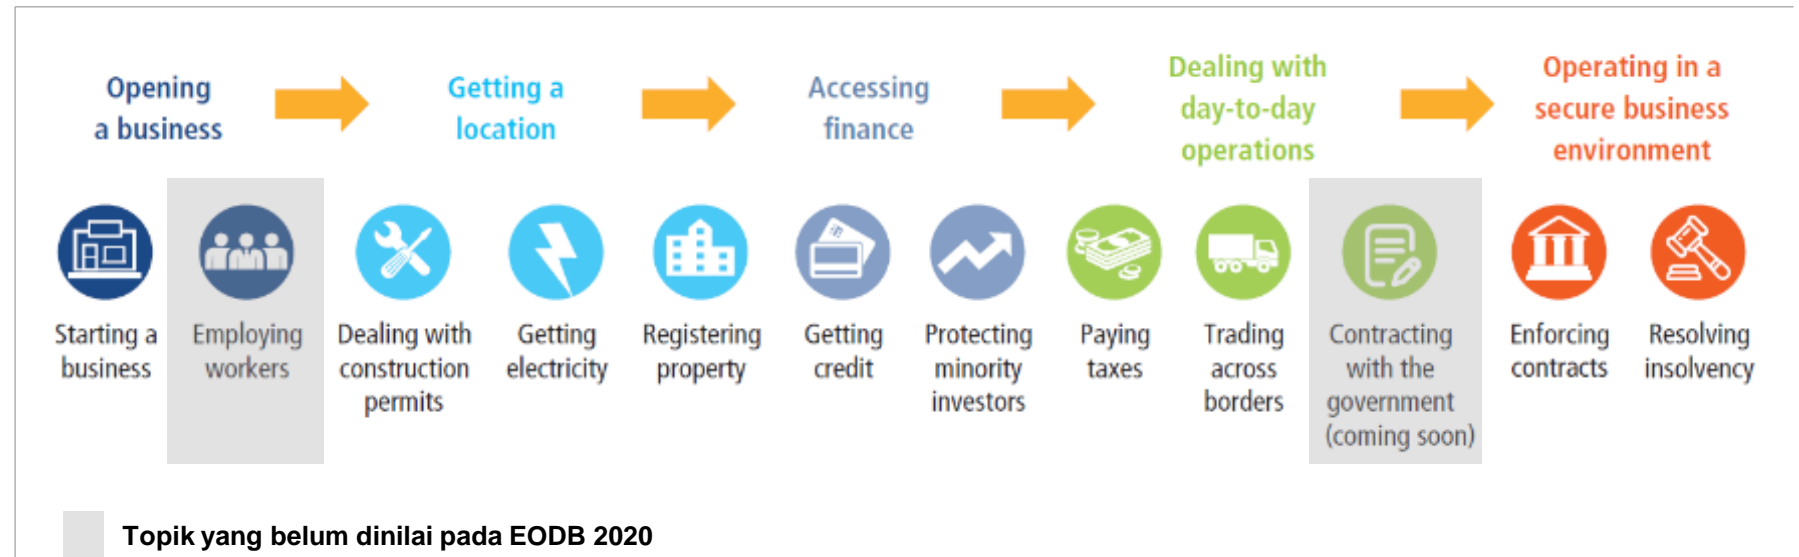 Opening
a business
Getting a
location
Accessing
finance
Dealing with
day-to-day
operations
Operating in a
secure business
environment
Starting a
business
Employing
workers
Dealing with
construction
permits
Getting
electricity
Registering
property
Getting
credit
Protecting
minority
investors
Paying
taxes
Trading
across
borders
Contracting
with the
government
(coming soon)
Enforcing
contracts
Resolving
insolvency
Topik yang belum dinilai pada EODB 2020